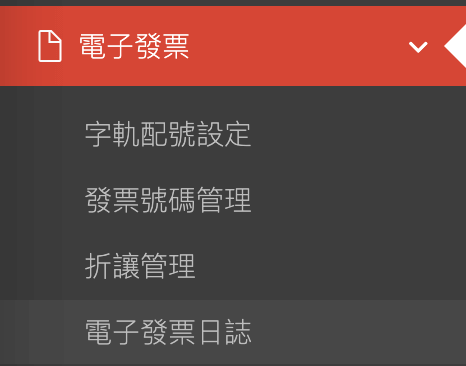 電子發票
字軌配號設定
發票號碼管理
折讓管理
電子發票日誌